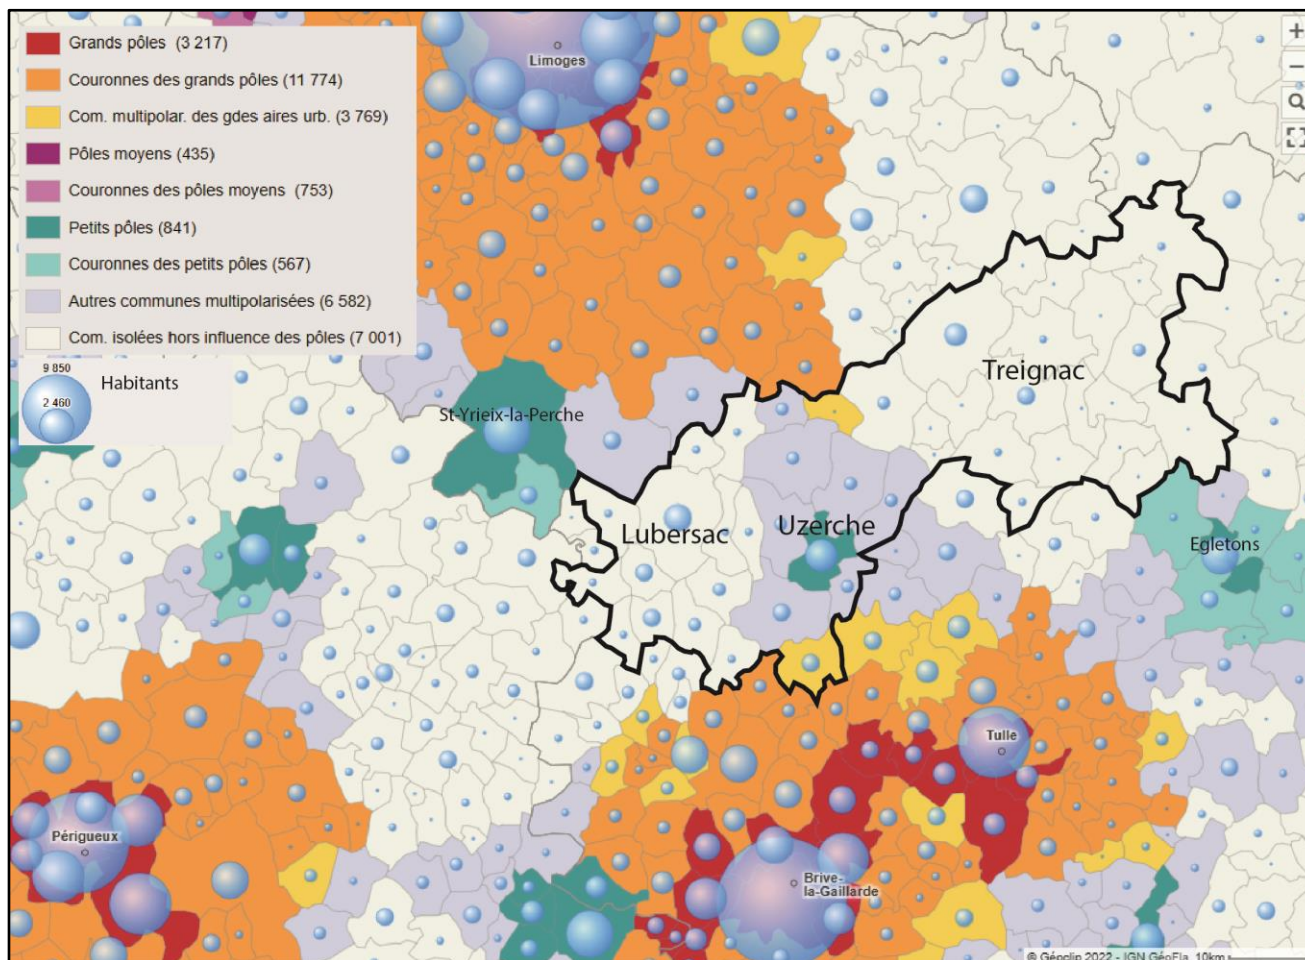 Grands pôles (3 217)
Couronnes des grands pôles (11 774)
Com. multipolar. des gdes aires urb. (3 769)
Pôles moyens (435)
Couronnes des pôles moyens (753)
Petits pôles (841)
Couronnes des petits pôles (567)
Autres communes multipolarisées (6 582)
Com. isolées hors influence des pôles (7 001)
9 850
Habitants
2 460
Limoges
Treignac
St-Yrieix-la-Perche
Lubersac
Uzerche
Egletons
Tulle
Périgueux
Brive-
la-Gaillarde
+
−
© Géoclip 2022 - IGN GéoFla 10km